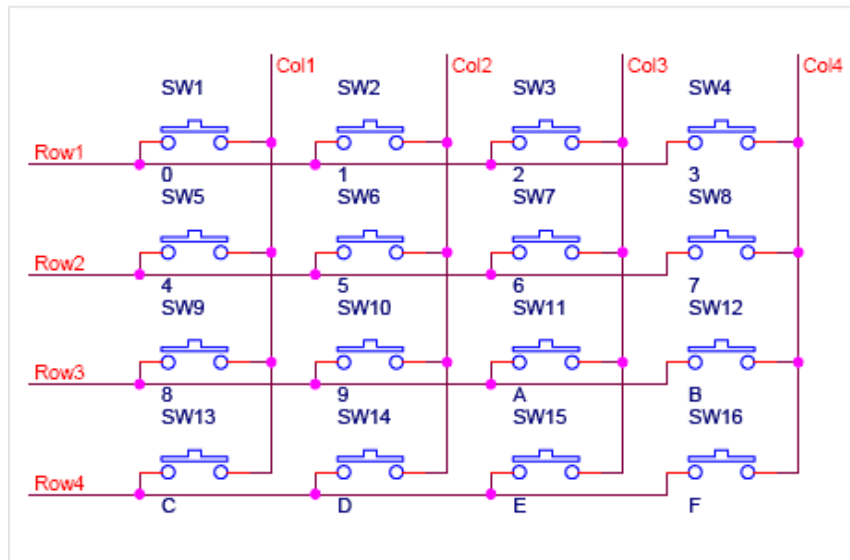 Col1 Col2 Col3 Col4
SW1 SW2 SW3 SW4
Row1
0 1 2 3
SW5 SW6 SW7 SW8
Row2
4 5 6 7
SW9 SW10 SW11 SW12
Row3
8 9 A B
SW13 SW14 SW15 SW16
Row4
C D E F